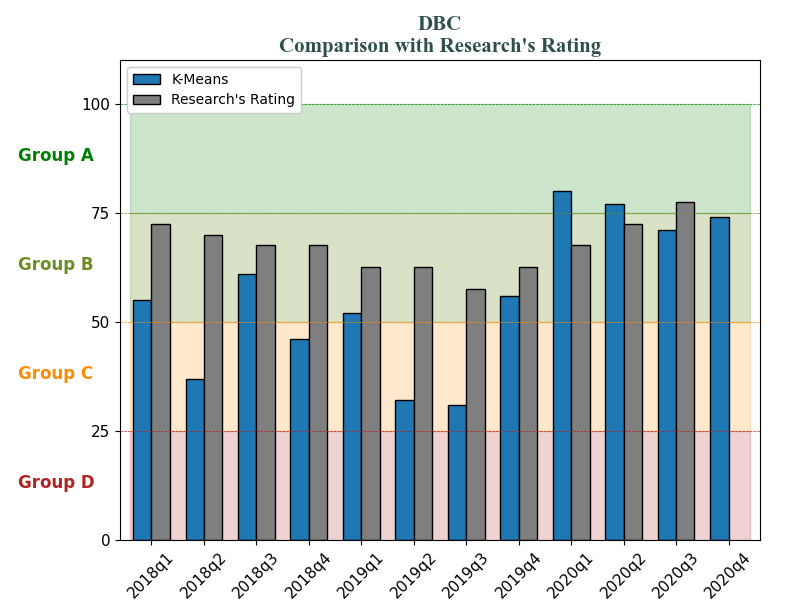 DBC
Comparison with Research's Rating
K-Means
Research's Rating
100
Group A
75
Group B
50
Group C
25
Group D
0
2018q1
2018q2
2018q3
2018q4
2019q1
2019q2
2019q3
2019q4
2020q1
2020q2
2020q3
2020q4